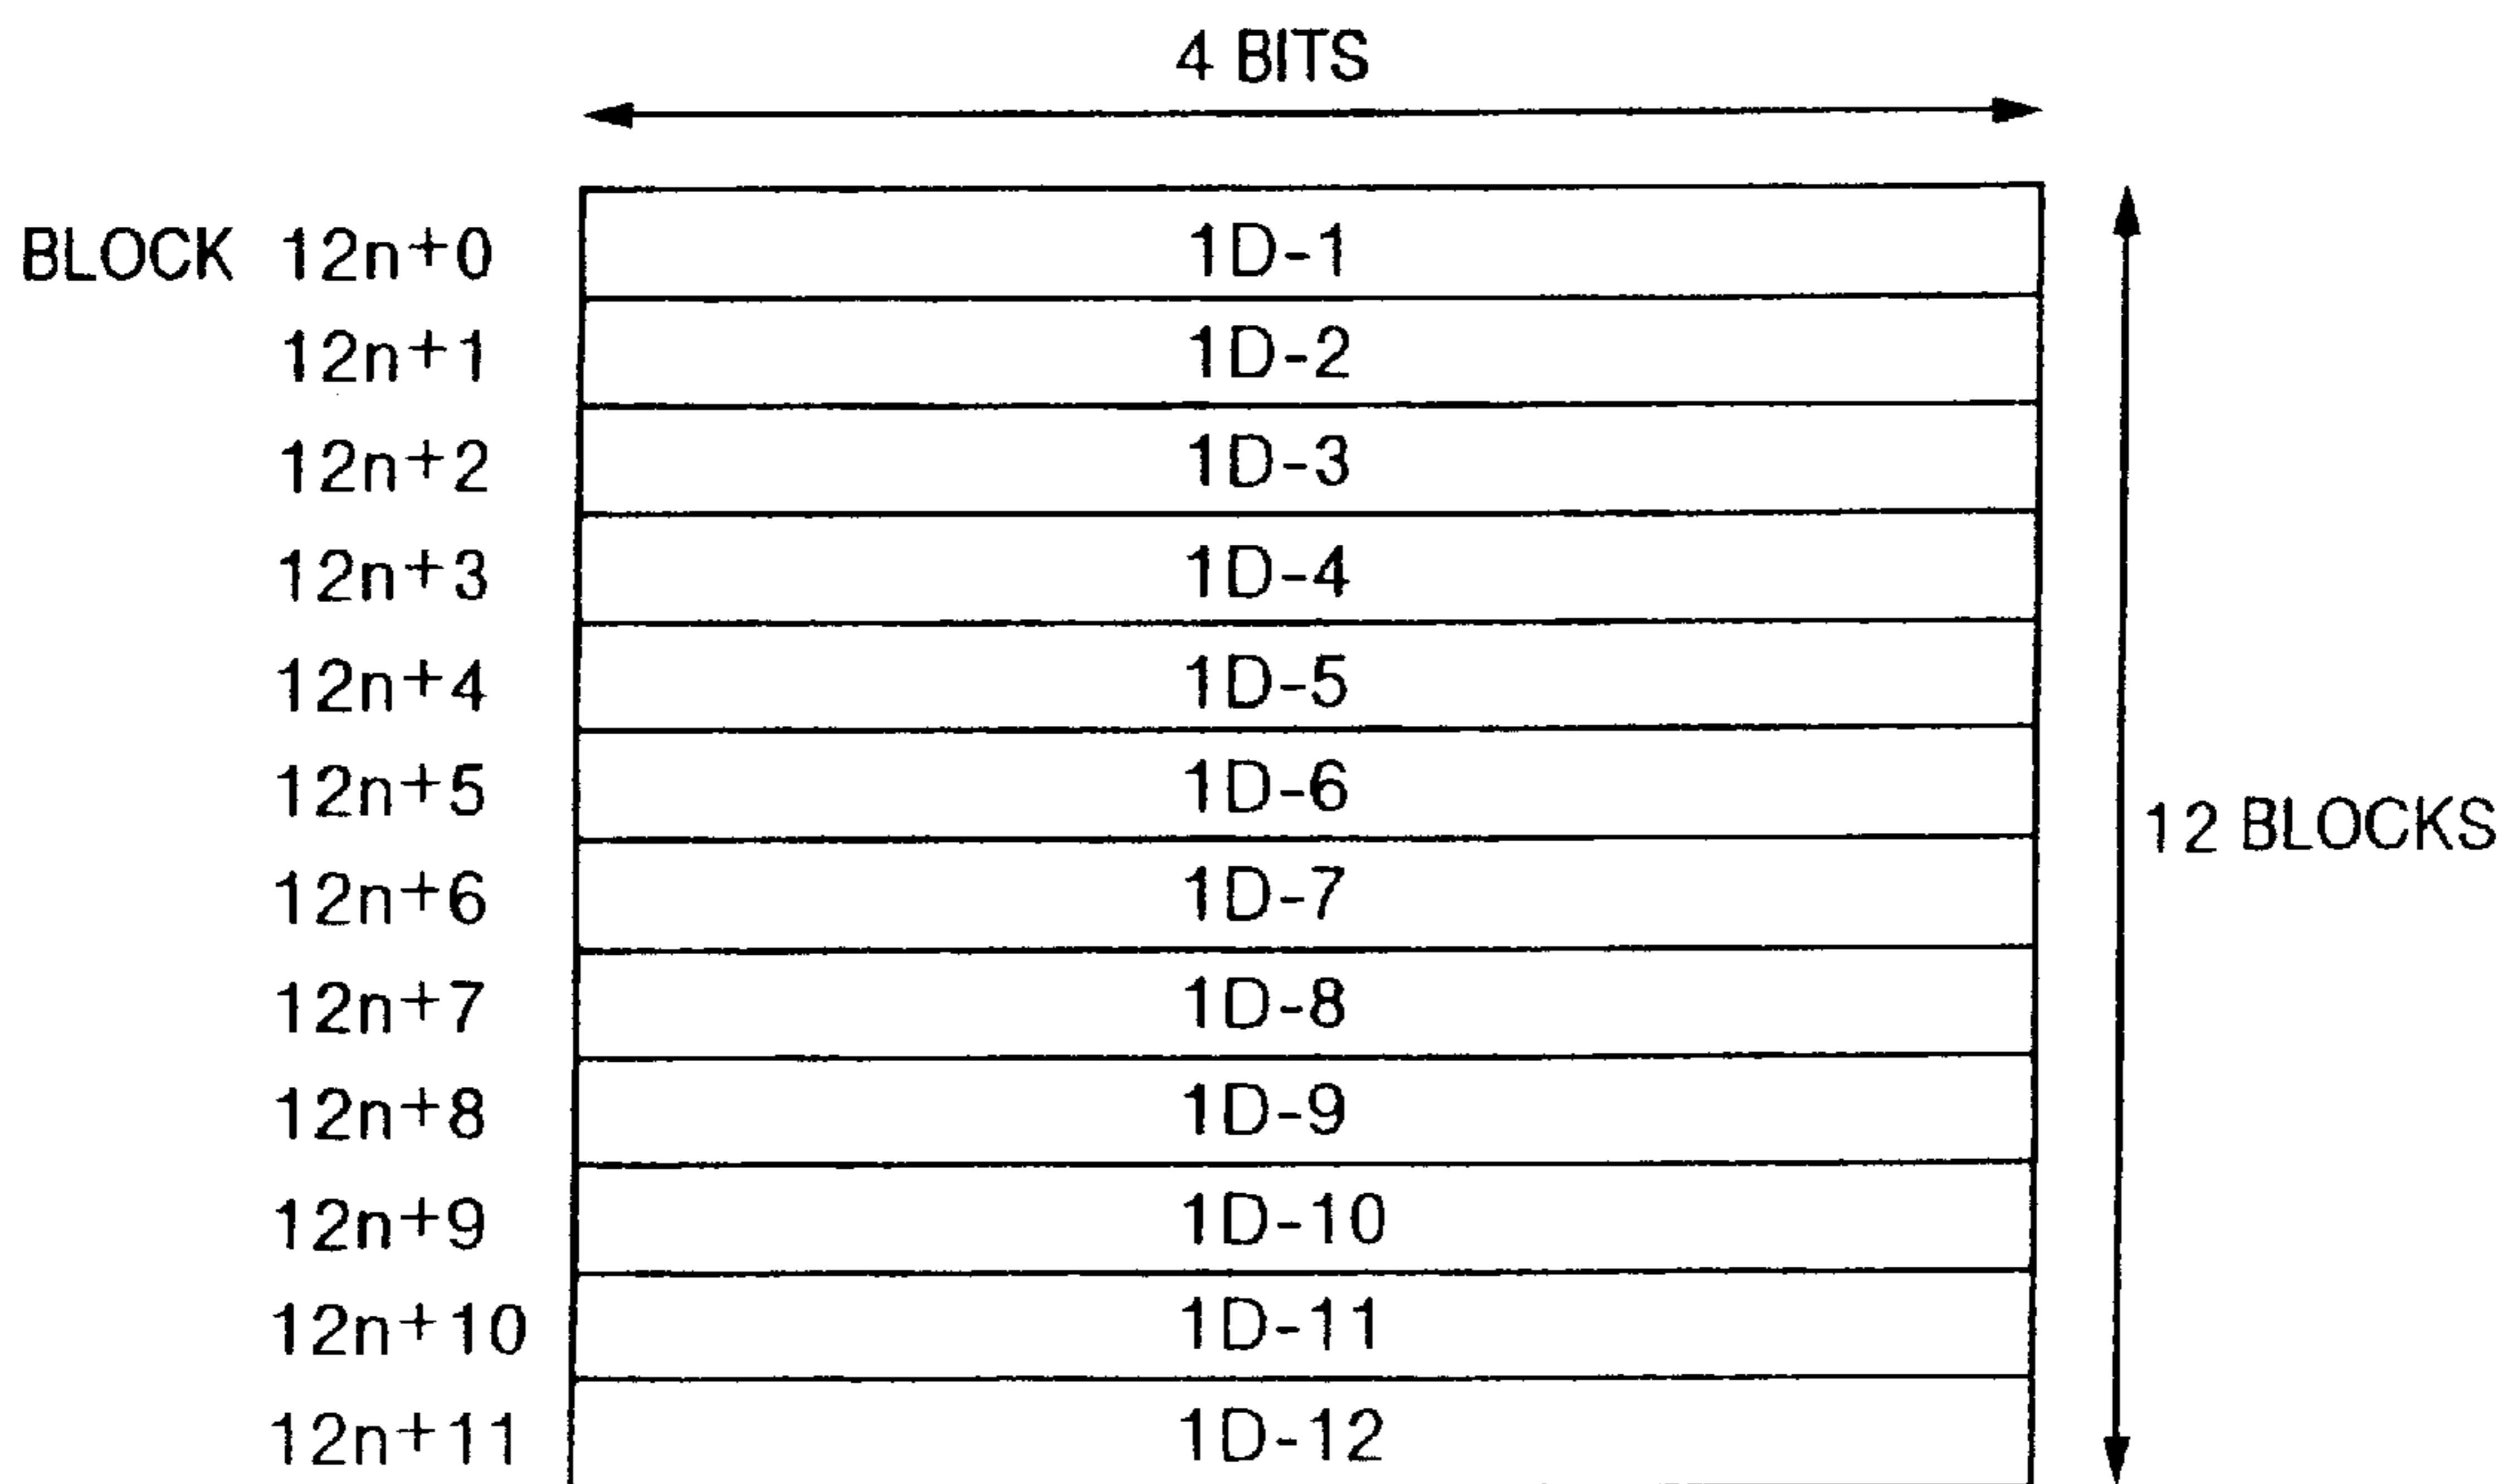 4 BITS
BLOCK 12n+0 1D-1
12n+1 1D-2
12n+2 1D-3
12n+3 1D-4
12n+4 1D-5
12n+5 1D-6
12n+6 1D-7
12 BLOCKS
12n+7 1D-8
12n+8 1D-9
12n+9 1D-10
12n+10 1D-11
12n+11 1D-12